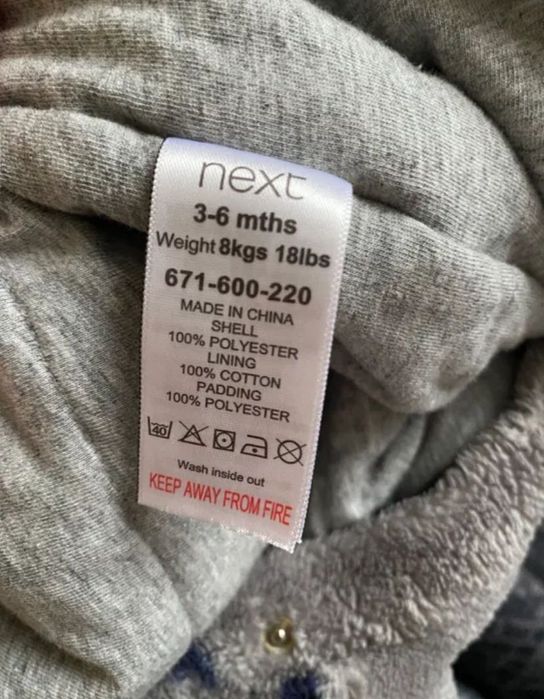 next
3-6 mths
Weight 8kgs 18lbs
671-600-220
MADE IN CHINA
SHELL
100% POLYESTER
LINING
100% COTTON
PADDING
100% POLYESTER
40
Wash inside out
KEEP AWAY FROM FIRE